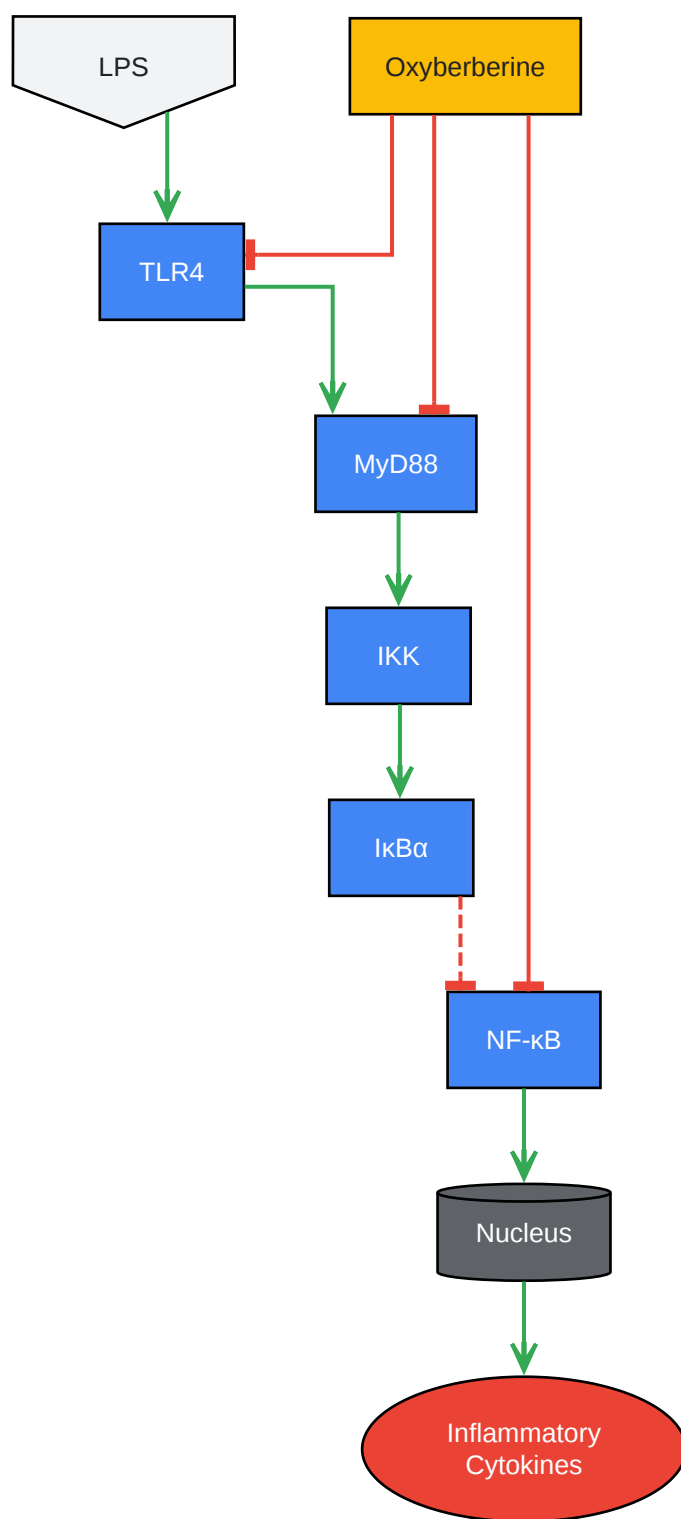 LPS
Oxyberberine
TLR4
MyD88
IKK
IκBα
NF-κB
Nucleus
Inflammatory
Cytokines